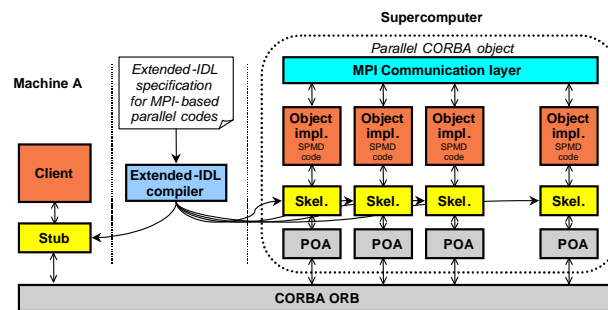 Supercomputer
Parallel CORBA object
MPI Communication layer
Machine A
Extended-IDL
specification
for MPI-based
parallel codes
Object
impl.
SPMD
code
Object
impl.
SPMD
code
Object
impl.
SPMD
code
Object
impl.
SPMD
code
Client
Extended-IDL
compiler
Skel.
Skel.
Skel.
Skel.
Stub
POA
POA
POA
POA
CORBA ORB